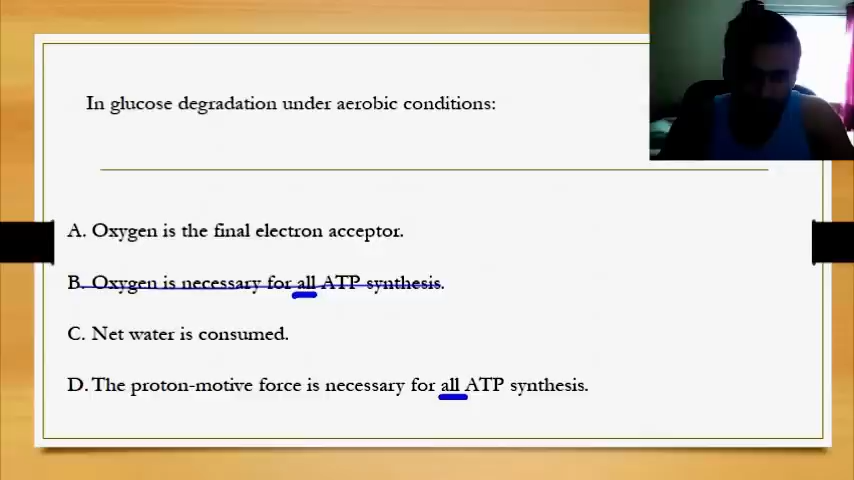 In glucose degradation under aerobic conditions:
A. Oxygen is the final electron acceptor.
B. Oxygen is necessary for all ATP synthesis.
C. Net water is consumed.
D. The proton-motive force is necessary for all ATP synthesis.